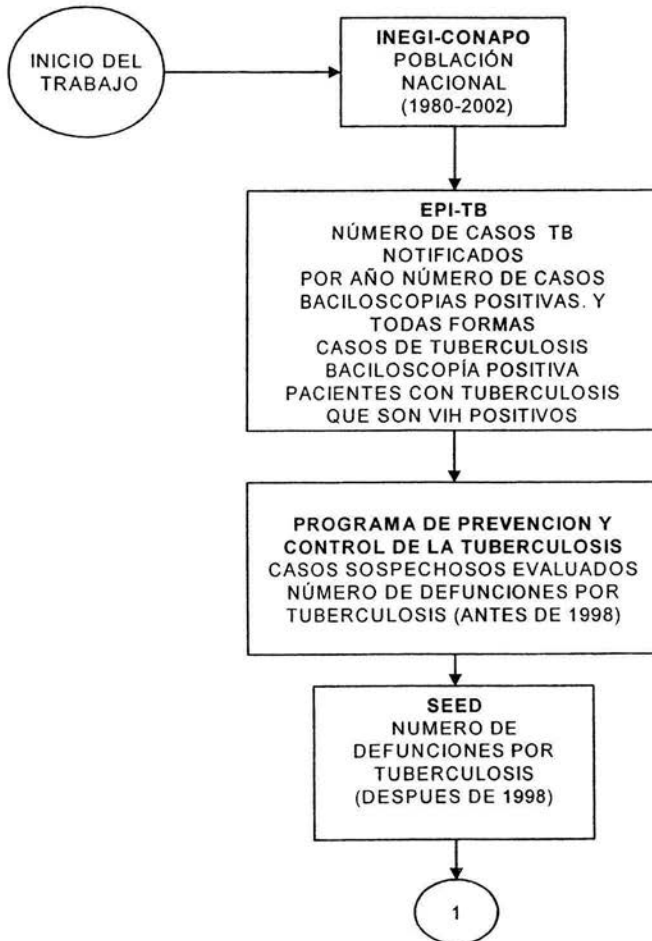 INICIO DEL
TRABAJO
INEGI-CONAPO
POBLACIÓN
NACIONAL
(1980-2002)
EPI-TB
NÚMERO DE CASOS TB
NOTIFICADOS
POR AÑO NÚMERO DE CASOS
BACILOSCOPIAS POSITIVAS. Y
TODAS FORMAS
CASOS DE TUBERCULOSIS
BACILOSCOPÍA POSITIVA
PACIENTES CON TUBERCULOSIS
QUE SON VIH POSITIVOS
PROGRAMA DE PREVENCION Y
CONTROL DE LA TUBERCULOSIS
CASOS SOSPECHOSOS EVALUADOS
NÚMERO DE DEFUNCIONES POR
TUBERCULOSIS (ANTES DE 1998)
SEED
NUMERO DE
DEFUNCIONES POR
TUBERCULOSIS
(DESPUES DE 1998)
1